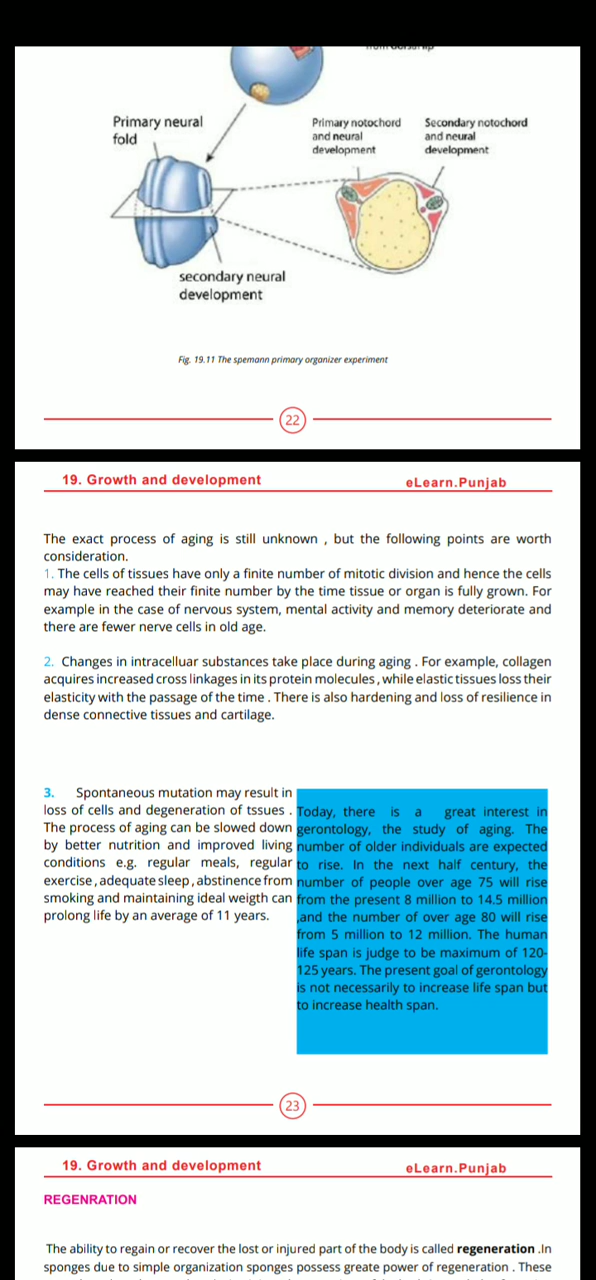 Primary neural
fold
Primary notochord
and neural
development
Secondary notochord
and neural
development
secondary neural
development
Fig. 19.11 The spemann primary organizer experiment
22
19. Growth and development
eLearn.Punjab
The exact process of aging is still unknown , but the following points are worth
consideration.
1. The cells of tissues have only a finite number of mitotic division and hence the cells
may have reached their finite number by the time tissue or organ is fully grown. For
example in the case of nervous system, mental activity and memory deteriorate and
there are fewer nerve cells in old age.
2. Changes in intracelluar substances take place during aging . For example, collagen
acquires increased cross linkages in its protein molecules , while elastic tissues loss their
elasticity with the passage of the time . There is also hardening and loss of resilience in
dense connective tissues and cartilage.
3. Spontaneous mutation may result in
loss of cells and degeneration of tssues .
The process of aging can be slowed down
by better nutrition and improved living
conditions e.g. regular meals, regular
exercise , adequate sleep , abstinence from
smoking and maintaining ideal weigth can
prolong life by an average of 11 years.
Today, there is a great interest in
gerontology, the study of aging. The
number of older individuals are expected
to rise. In the next half century, the
number of people over age 75 will rise
from the present 8 million to 14.5 million
,and the number of over age 80 will rise
from 5 million to 12 million. The human
life span is judge to be maximum of 120-
125 years. The present goal of gerontology
is not necessarily to increase life span but
to increase health span.
23
19. Growth and development
eLearn.Punjab
REGENRATION
The ability to regain or recover the lost or injured part of the body is called regeneration .In
sponges due to simple organization sponges possess greate power of regeneration . These